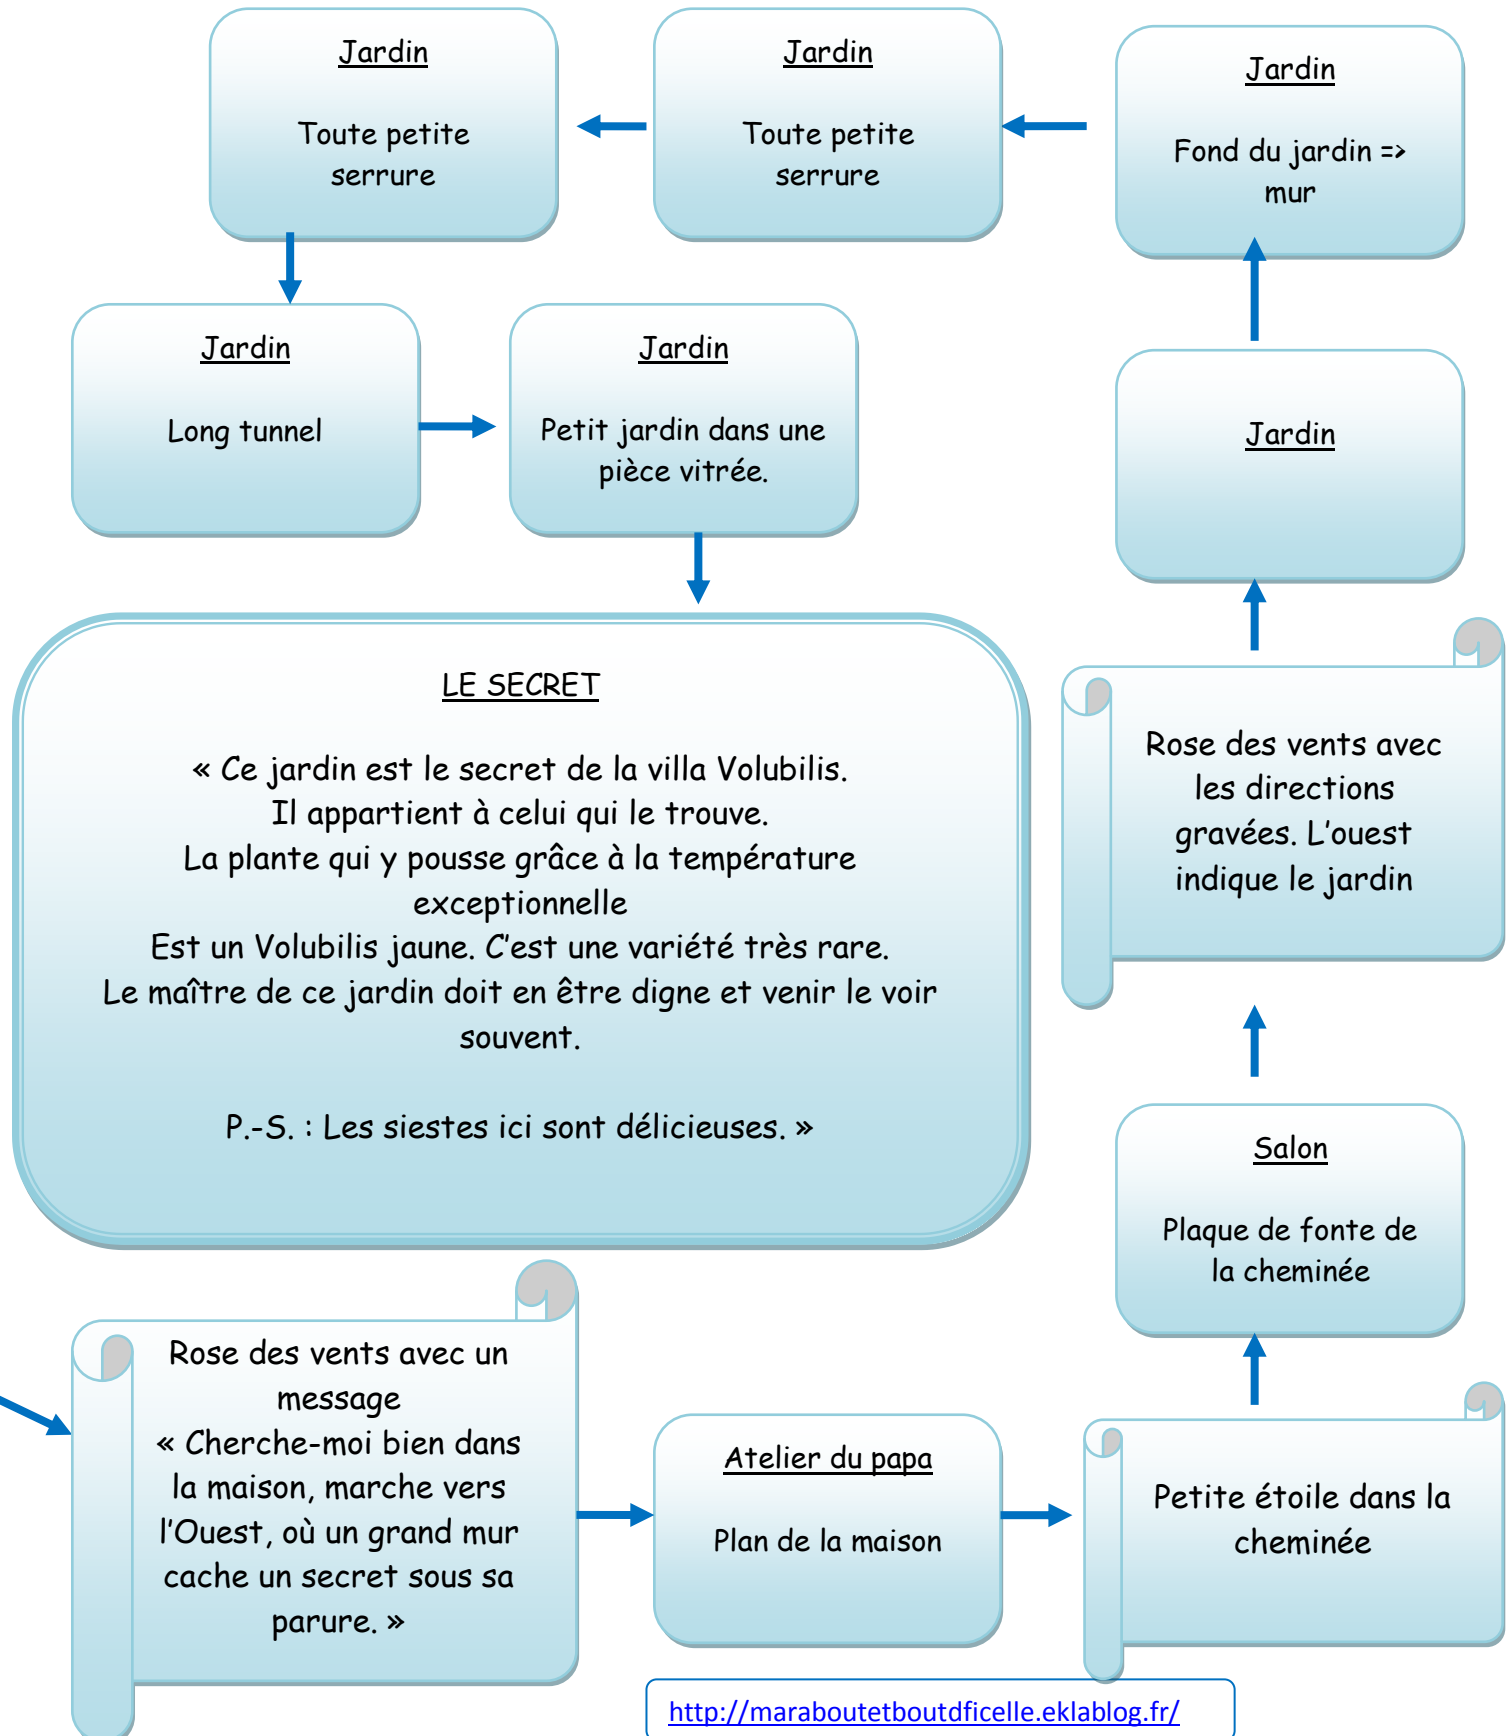 Jardin
Toute petite
serrure
Jardin
Toute petite
serrure
Jardin
Fond du jardin =>
mur
Jardin
Long tunnel
Jardin
Petit jardin dans une
pièce vitrée.
Jardin
LE SECRET
« Ce jardin est le secret de la villa Volubilis.
Il appartient à celui qui le trouve.
La plante qui y pousse grâce à la température
exceptionnelle
Est un Volubilis jaune. C’est une variété très rare.
Le maître de ce jardin doit en être digne et venir le voir
souvent.
P.-S. : Les siestes ici sont délicieuses. »
Rose des vents avec
les directions
gravées. L’ouest
indique le jardin
Salon
Plaque de fonte de
la cheminée
Rose des vents avec un
message
« Cherche-moi bien dans
la maison, marche vers
l’Ouest, où un grand mur
cache un secret sous sa
parure. »
Atelier du papa
Plan de la maison
Petite étoile dans la
cheminée
http://maraboutetboutdficelle.eklablog.fr/